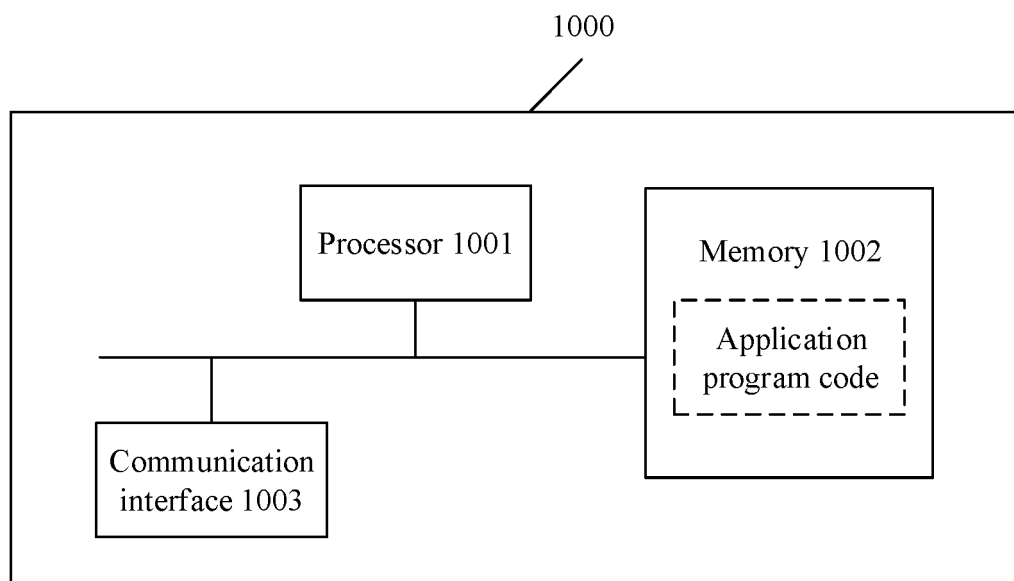 1000
Processor 1001
Memory 1002
Application
program code
Communication
interface 1003